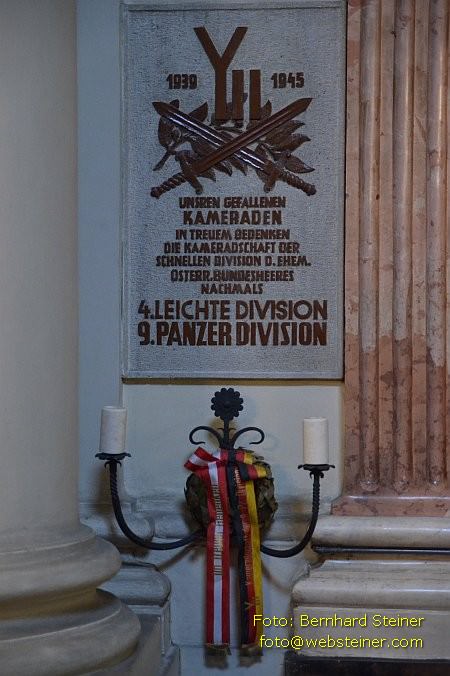 1939 1945
UNSREN GEFALLENEN
KAMERADEN
IN TREUEM GEDENKEN
DIE KAMERADSCHAFT DER
SCHNELLEN DIVISION D. EHEM.
ÖSTERR. BUNDESHEERES
NACHMALS
4. LEICHTE DIVISION
9. PANZER DIVISION
Foto: Bernhard Steiner
foto@websteiner.com